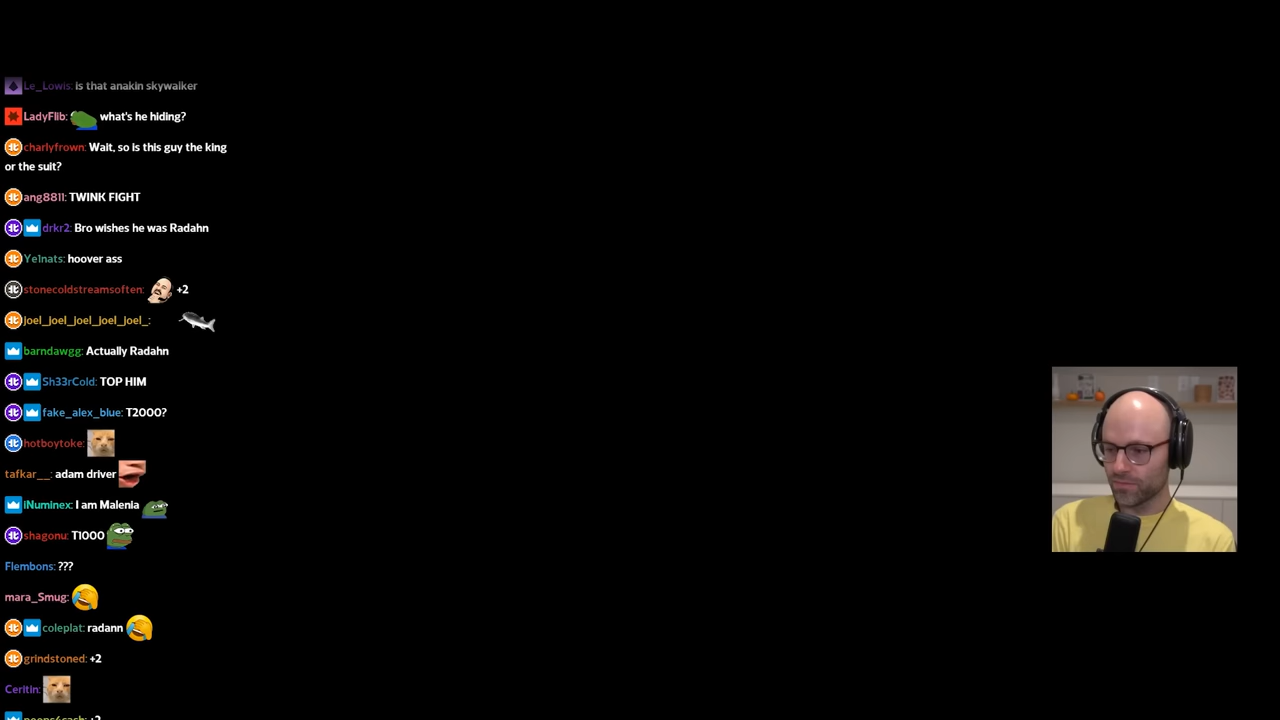 Le_Lowis: is that anakin skywalker
LadyFlib: what's he hiding?
charlyfrown: Wait, so is this guy the king
or the suit?
ang8811: TWINK FIGHT
drkr2: Bro wishes he was Radahn
Ye1nats: hoover ass
stonecoldstreamsoften: +2
joel_joel_joel_joel_joel_:
barndawgg: Actually Radahn
Sh33rCold: TOP HIM
fake_alex_blue: T2000?
hotboytoke:
tafkar__: adam driver
iNuminex: I am Malenia
shagonu: T1000
Flembons: ???
mara_Smug:
coleplat: radann
grindstoned: +2
Ceritin: